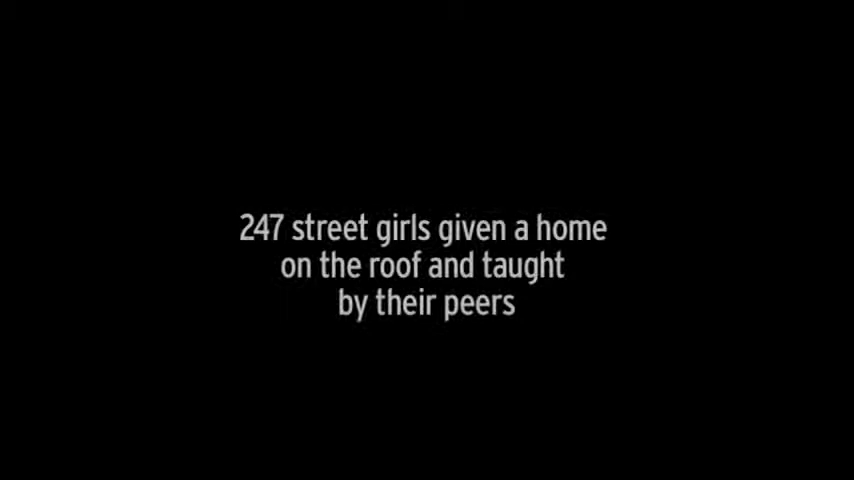 247 street girls given a home
on the roof and taught
by their peers